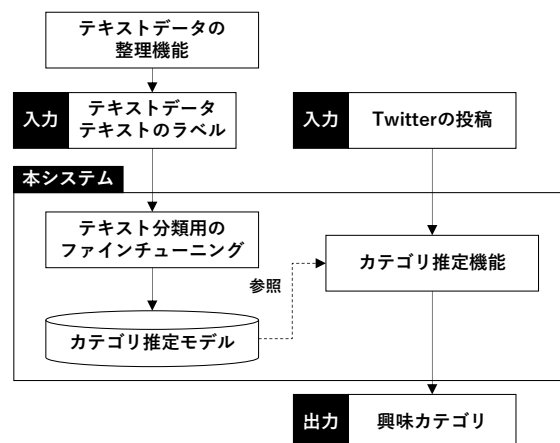 テキストデータの
整理機能
入力
テキストデータ
テキストのラベル
入力
Twitterの投稿
本システム
テキスト分類用の
ファインチューニング
カテゴリ推定モデル
参照
カテゴリ推定機能
出力
興味カテゴリ